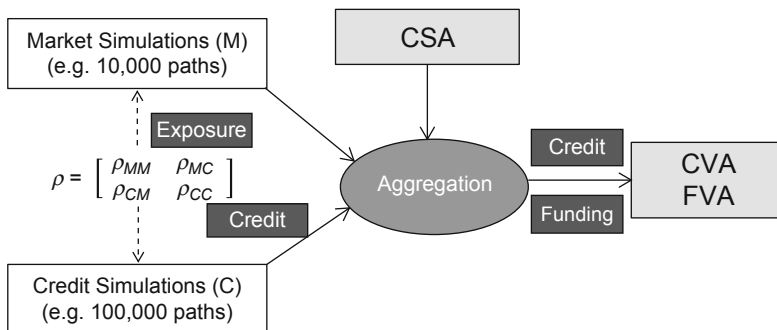 Market Simulations (M)
(e.g. 10,000 paths)
CSA
Exposure
ρ = [ ρMM ρMC
ρCM ρCC ]
Credit
Aggregation
Credit
Funding
CVA
FVA
Credit Simulations (C)
(e.g. 100,000 paths)